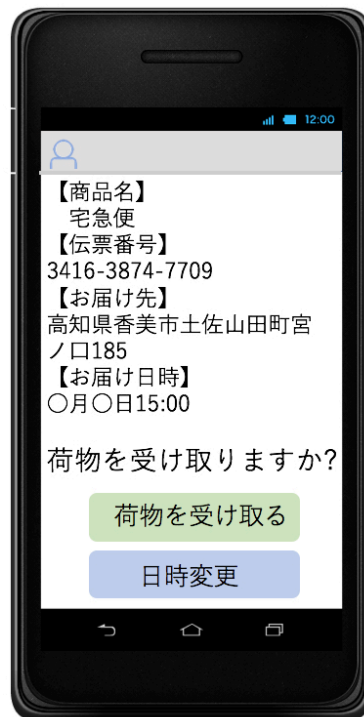 12:00
【商品名】
宅急便
【伝票番号】
3416-3874-7709
【お届け先】
高知県香美市土佐山田町宮
ノ口185
【お届け日時】
〇月〇日15:00
荷物を受け取りますか?
荷物を受け取る
日時変更